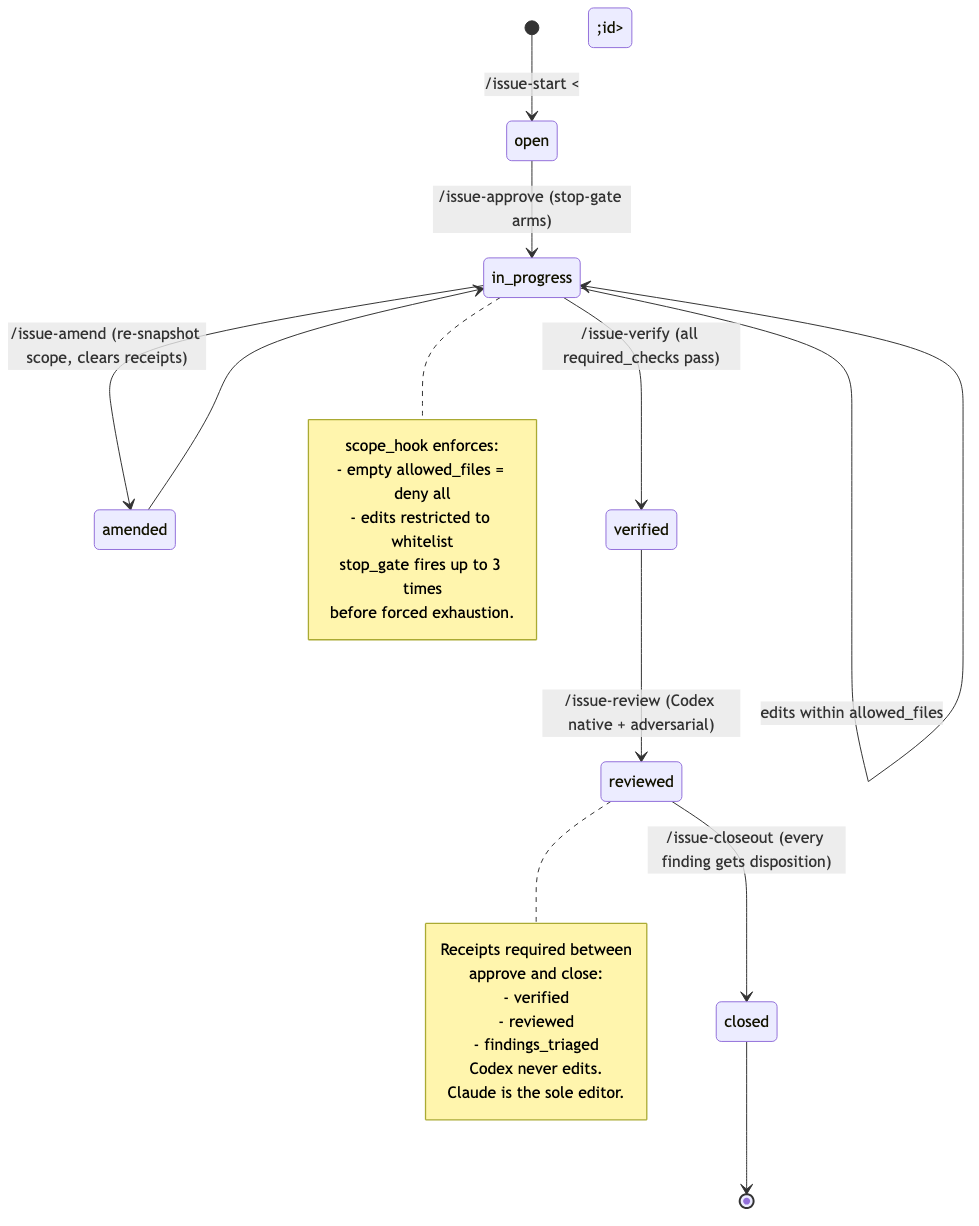 ;id>
/issue-start <
open
/issue-approve (stop-gate
arms)
in_progress
/issue-amend (re-snapshot
scope, clears receipts)
/issue-verify (all
required_checks pass)
scope_hook enforces:
- empty allowed_files =
deny all
- edits restricted to
whitelist
stop_gate fires up to 3
times
before forced exhaustion.
amended
verified
/issue-review (Codex
native + adversarial)
edits within allowed_files
reviewed
/issue-closeout (every
finding gets disposition)
Receipts required between
approve and close:
- verified
- reviewed
- findings_triaged
Codex never edits.
Claude is the sole editor.
closed